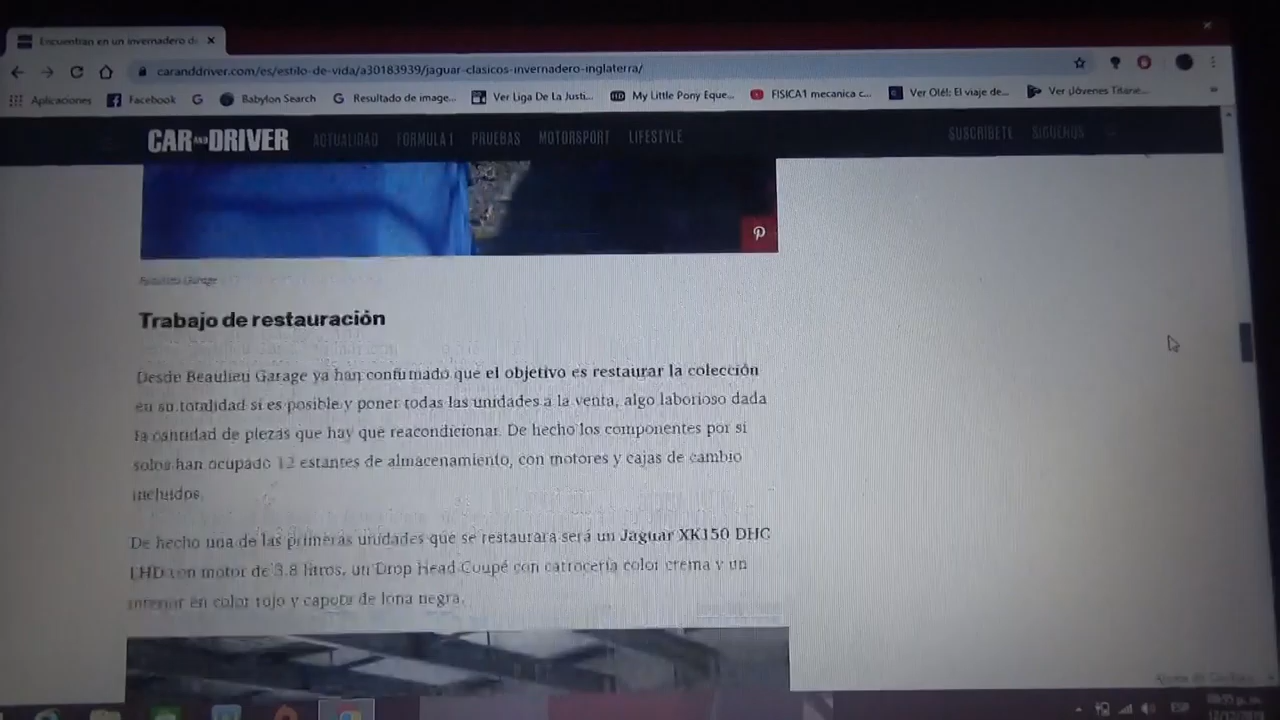 Encuentran en un invernadero de
caranddriver.com/es/estilo-de-vida/a30183939/jaguar-clasicos-invernadero-inglaterra/
Aplicaciones Facebook Babylon Search Resultado de image... Ver Liga De La Justi... My Little Pony Eque... FISICA1 mecanica c... Ver Olé!: El viaje de... Ver Jóvenes Titane...
CAR AND DRIVER ACTUALIDAD FÓRMULA 1 PRUEBAS MOTORSPORT LIFESTYLE SUSCRÍBETE SÍGUENOS
Beaulieu Garage
Trabajo de restauración
Desde Beaulieu Garage ya han confirmado que el objetivo es restaurar la colección
en su totalidad si es posible y poner todas las unidades a la venta, algo laborioso dada
la cantidad de piezas que hay que reacondicionar. De hecho los componentes por si
solos han ocupado 12 estantes de almacenamiento, con motores y cajas de cambio
incluidos.
De hecho una de las primeras unidades que se restaurará será un Jaguar XK150 DHC
LHD con motor de 3.8 litros, un Drop Head Coupé con carrocería color crema y un
interior en color rojo y capota de lona negra.
ESP